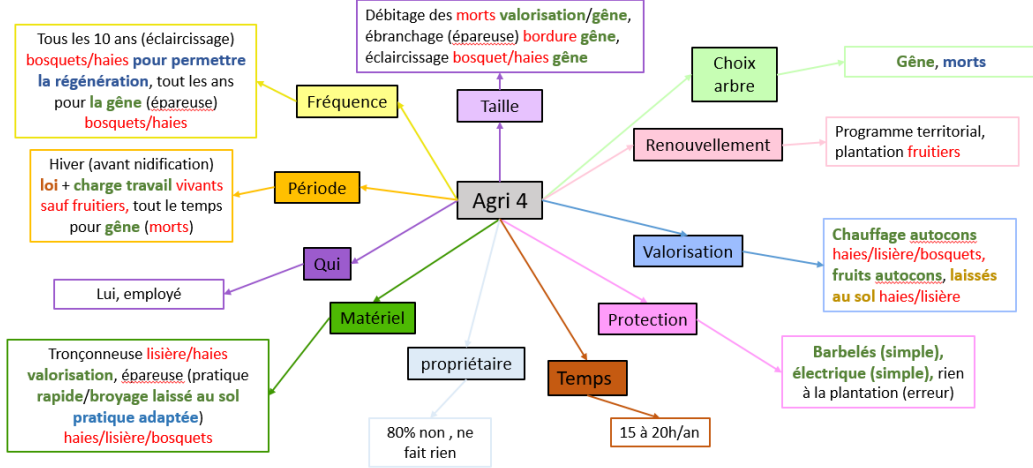 Tous les 10 ans (éclaircissage)
bosquets/haies pour permettre
la régénération, tout les ans
pour la gêne (épareuse)
bosquets/haies
Fréquence
Débitage des morts valorisation/gêne,
ébranchage (épareuse) bordure gêne,
éclaircissage bosquet/haies gêne
Taille
Choix
arbre
Gêne, morts
Renouvellement
Programme territorial,
plantation fruitiers
Hiver (avant nidification)
loi + charge travail vivants
sauf fruitiers, tout le temps
pour gêne (morts)
Période
Agri 4
Valorisation
Chauffage autocons
haies/lisière/bosquets,
fruits autocons, laissés
au sol haies/lisière
Qui
Lui, employé
Matériel
Tronçonneuse lisière/haies
valorisation, épareuse (pratique
rapide/broyage laissé au sol
pratique adaptée)
haies/lisière/bosquets
propriétaire
80% non , ne
fait rien
Temps
15 à 20h/an
Protection
Barbelés (simple),
électrique (simple), rien
à la plantation (erreur)